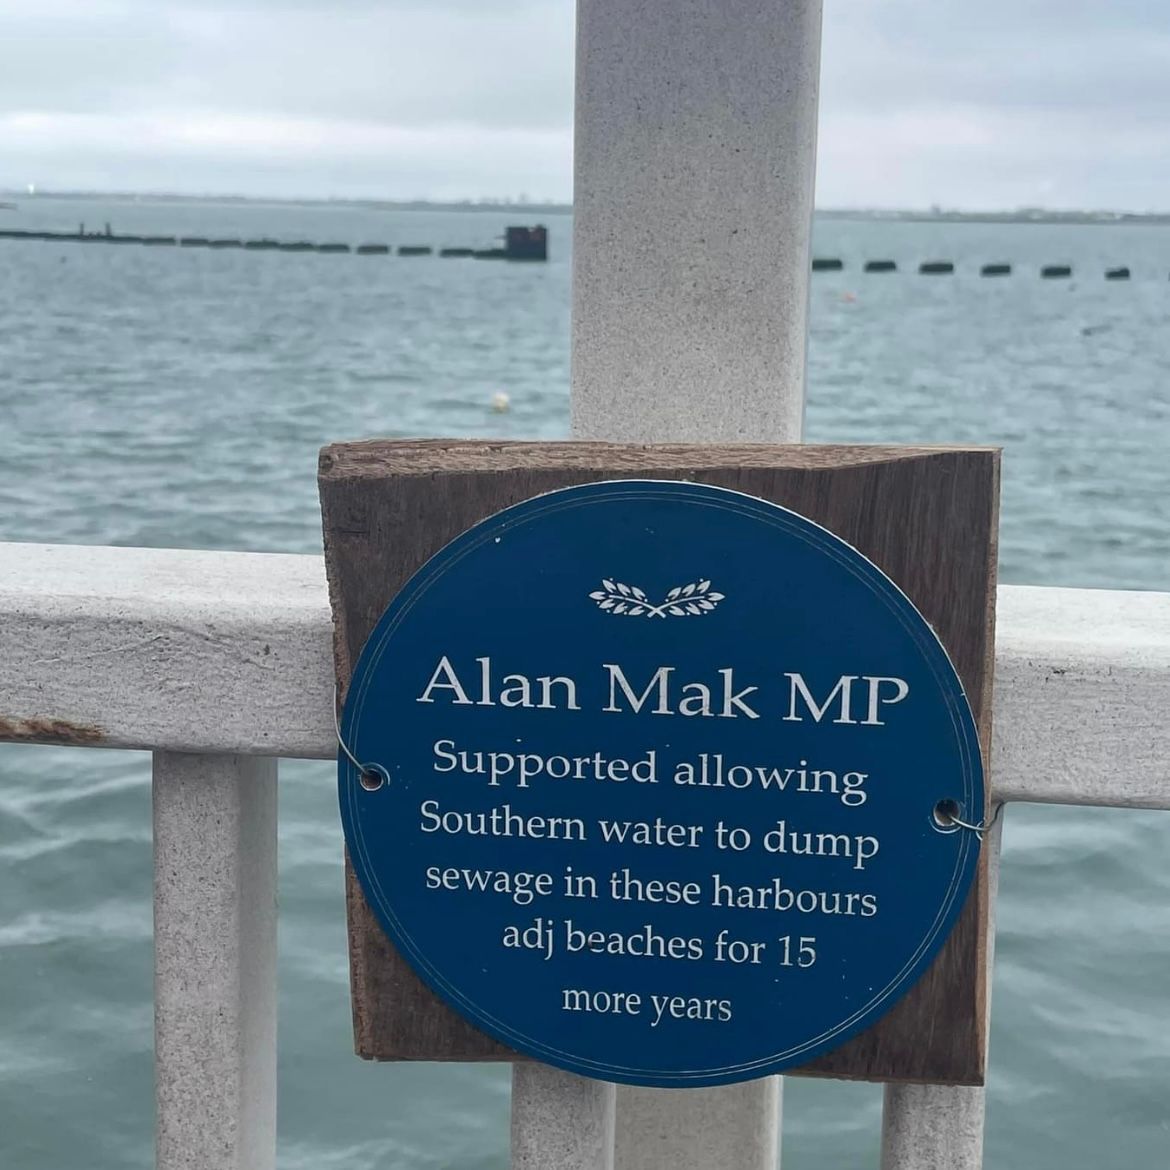 Alan Mak MP
Supported allowing
Southern water to dump
sewage in these harbours
adj beaches for 15
more years